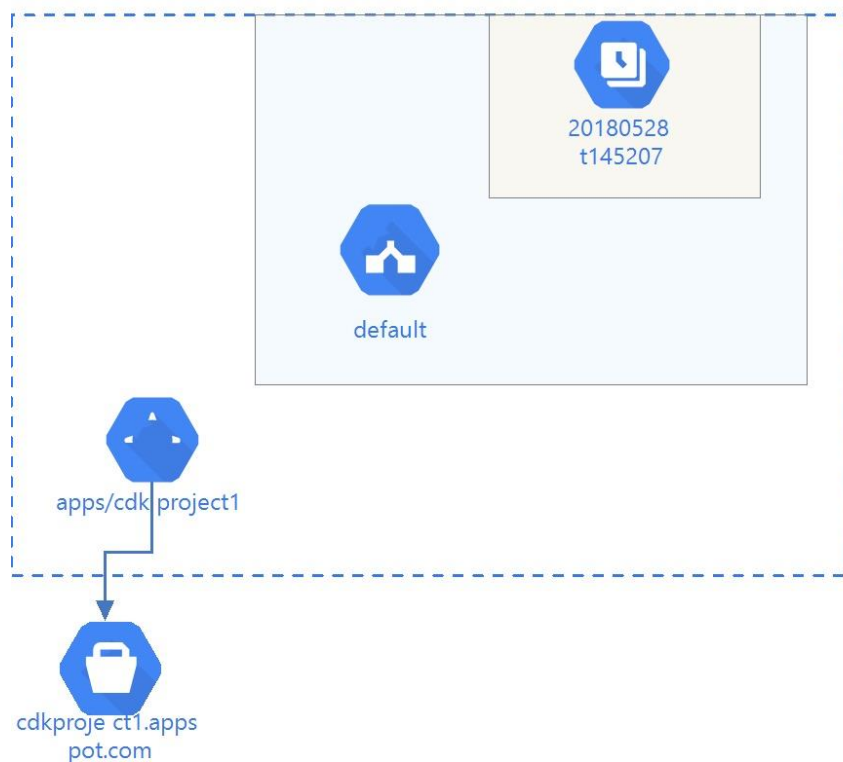 20180528
t145207
default
apps/cdk project1
cdkproje ct1.apps
pot.com